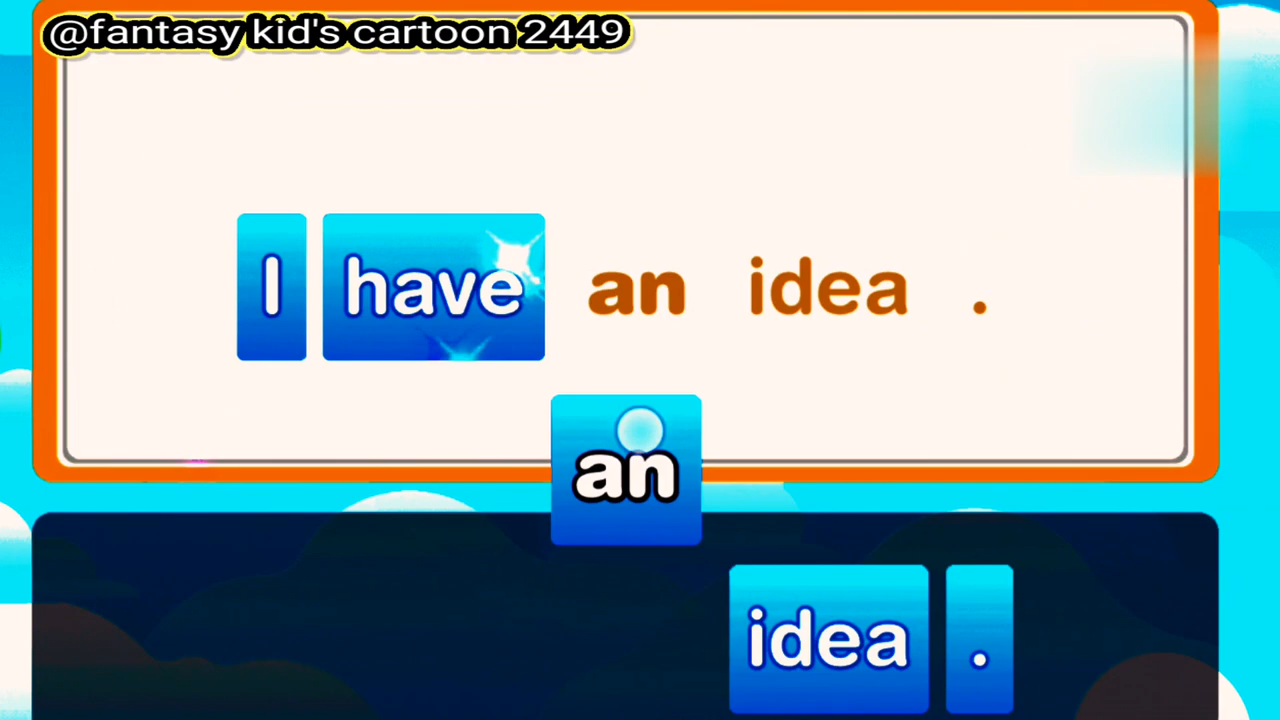 @fantasy kid's cartoon 2449
I have an idea .
an
idea .